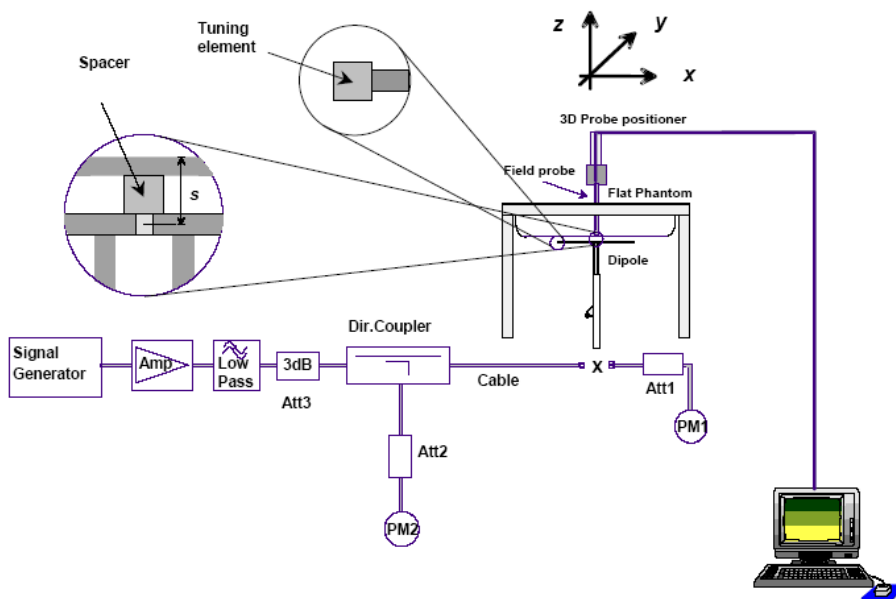 Tuning
element
Spacer
s
z
y
x
3D Probe positioner
Field probe
Flat Phantom
Dipole
Dir.Coupler
Signal
Generator
Amp
Low
Pass
3dB
Att3
Cable
x
Att1
PM1
Att2
PM2